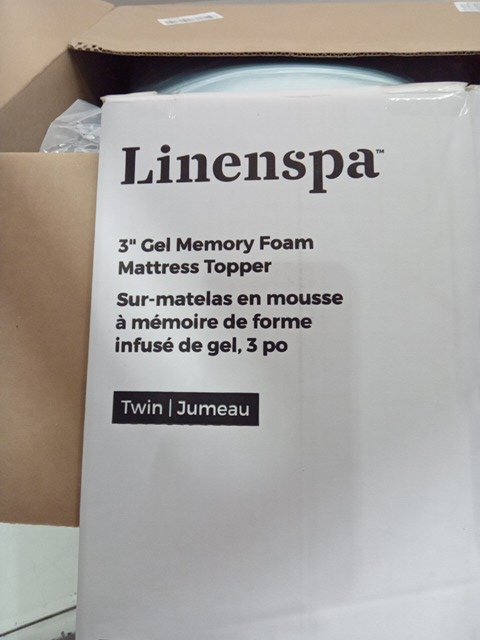 Linenspa™
3" Gel Memory Foam
Mattress Topper
Sur-matelas en mousse
à mémoire de forme
infusé de gel, 3 po
Twin | Jumeau